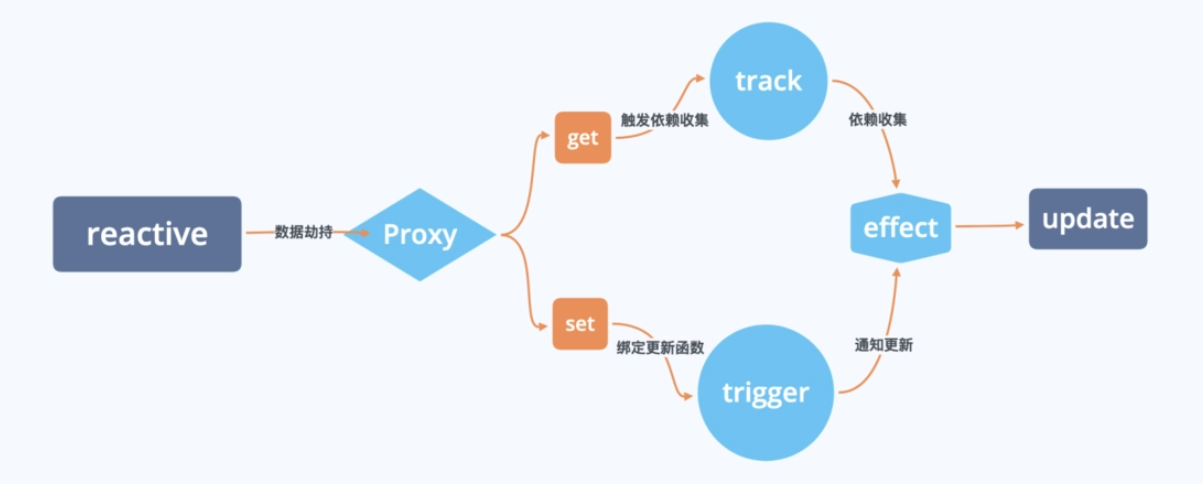 reactive
数据劫持
Proxy
get
触发依赖收集
track
依赖收集
effect
update
set
绑定更新函数
trigger
通知更新